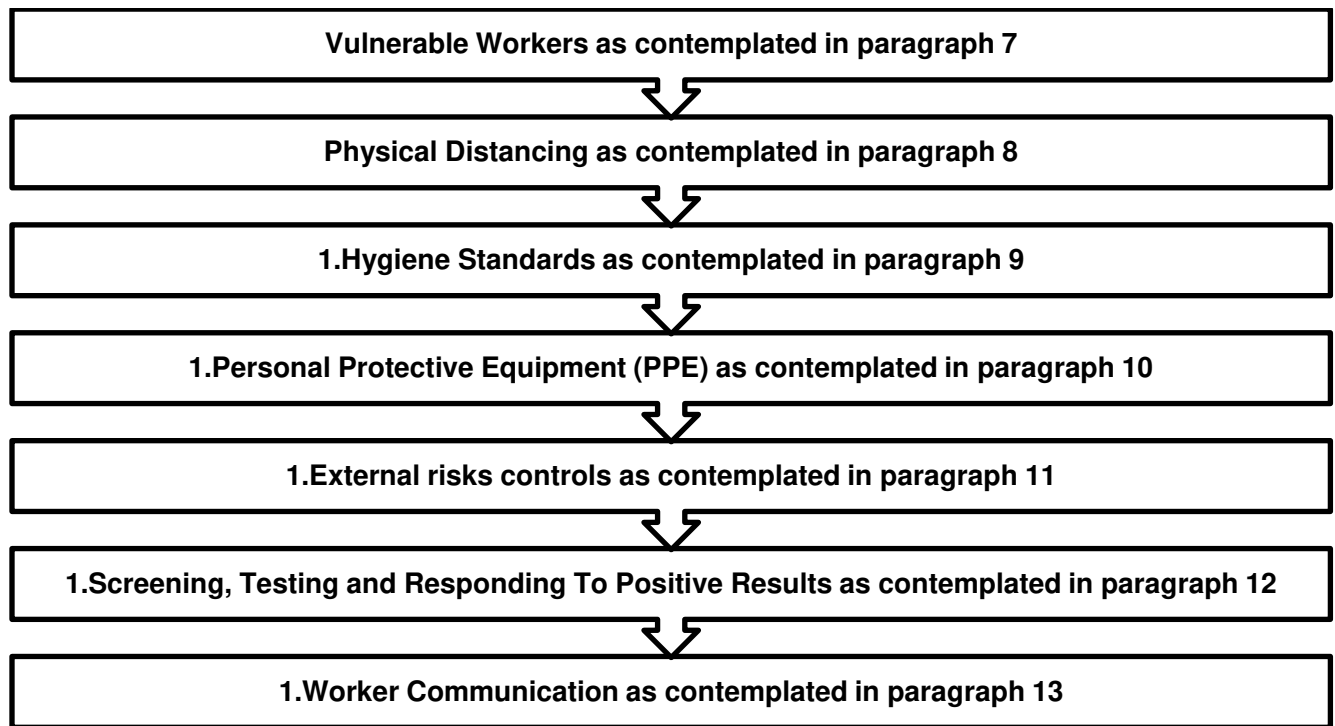 Vulnerable Workers as contemplated in paragraph 7
Physical Distancing as contemplated in paragraph 8
1.Hygiene Standards as contemplated in paragraph 9
1.Personal Protective Equipment (PPE) as contemplated in paragraph 10
1.External risks controls as contemplated in paragraph 11
1.Screening, Testing and Responding To Positive Results as contemplated in paragraph 12
1.Worker Communication as contemplated in paragraph 13